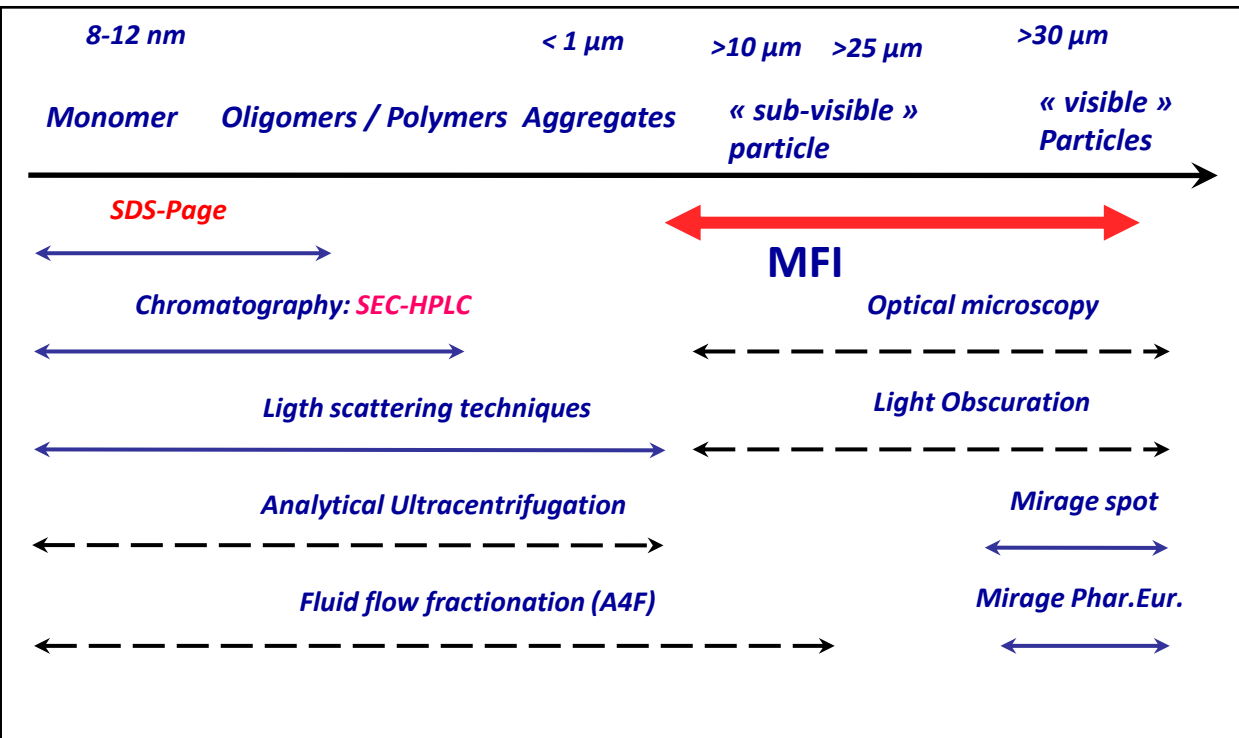 8-12 nm
< 1 µm
>10 µm
>25 µm
>30 µm
Monomer
Oligomers / Polymers
Aggregates
« sub-visible »
particle
« visible »
Particles
SDS-Page
MFI
Chromatography: SEC-HPLC
Optical microscopy
Ligth scattering techniques
Light Obscuration
Analytical Ultracentrifugation
Mirage spot
Fluid flow fractionation (A4F)
Mirage Phar.Eur.